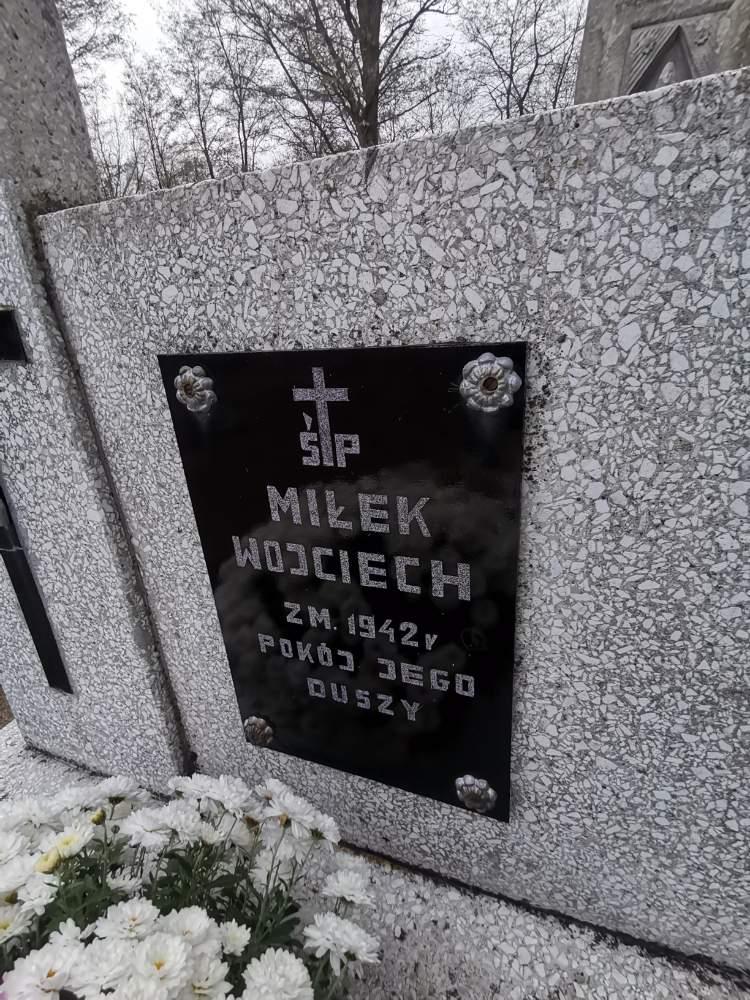 ŚP
MIŁEK
WOJCIECH
ZM. 1942 r
POKÓJ JEGO
DUSZY